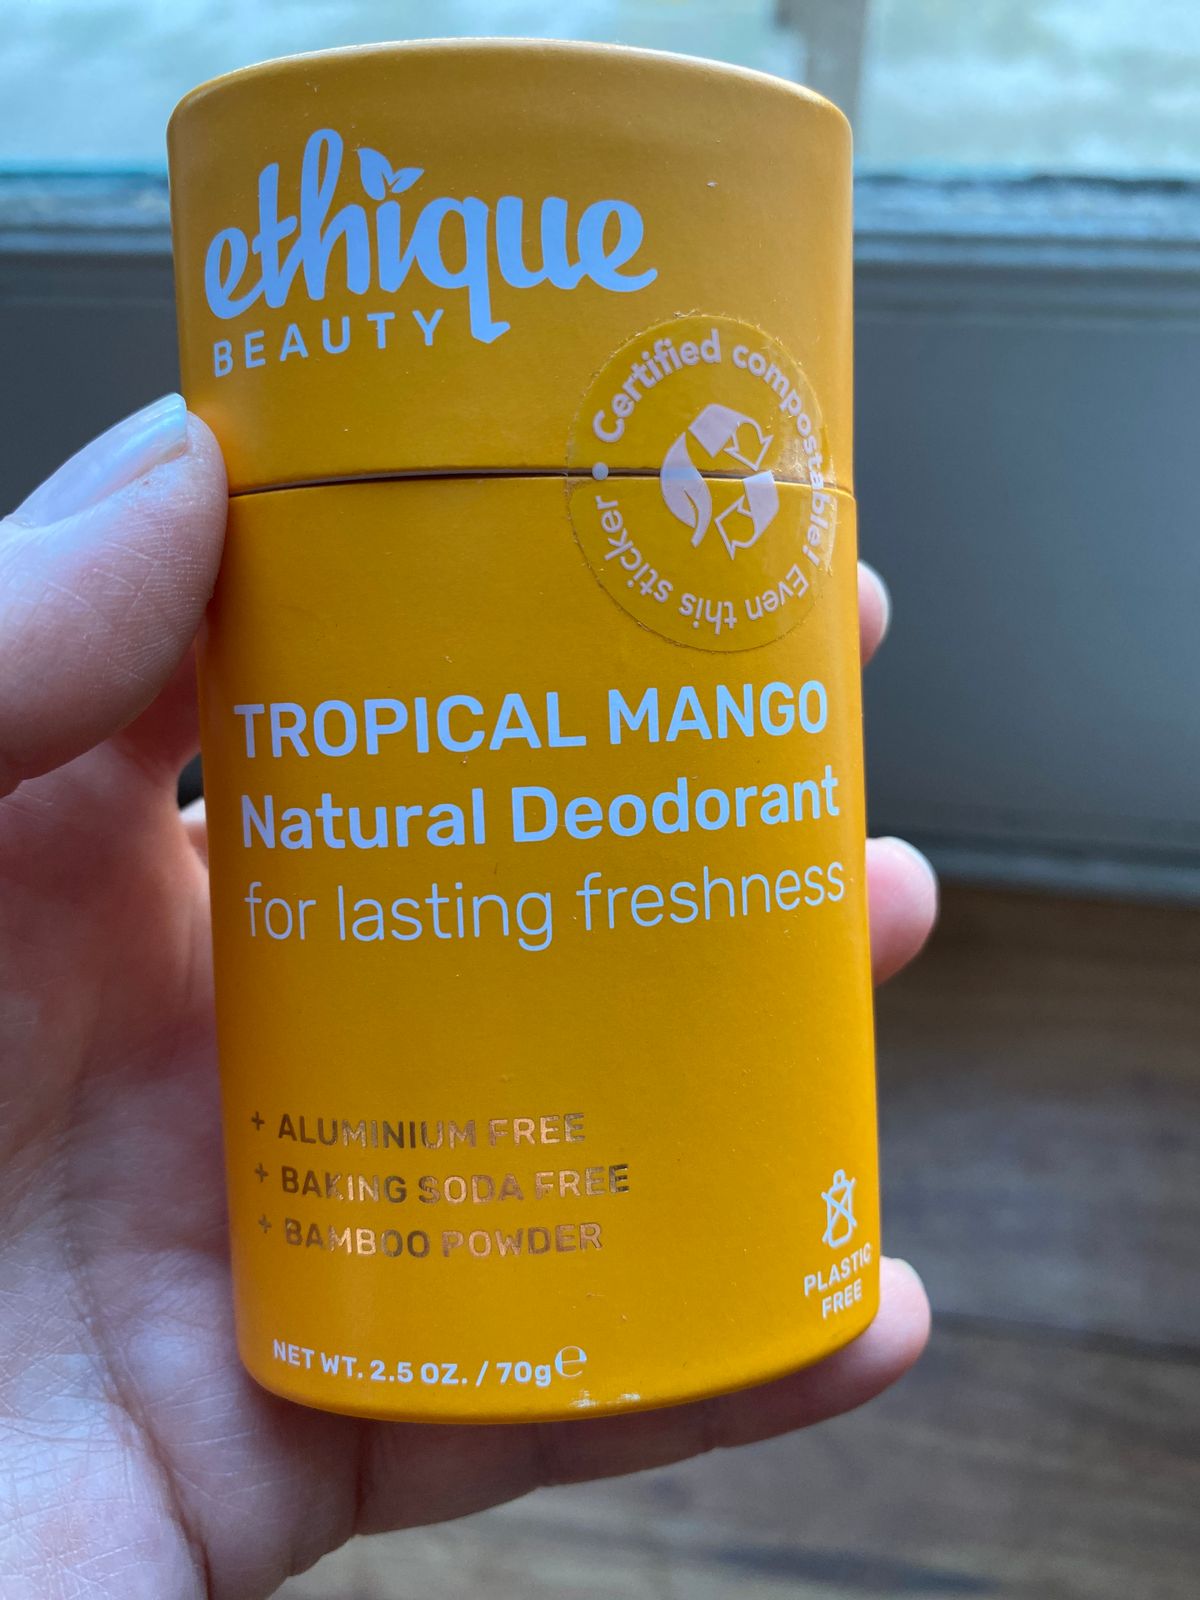 ethique
BEAUTY
Certified compostable! Even this sticker •
TROPICAL MANGO
Natural Deodorant
for lasting freshness
+ ALUMINIUM FREE
+ BAKING SODA FREE
+ BAMBOO POWDER
PLASTIC
FREE
NET WT. 2.5 OZ. / 70g ℮